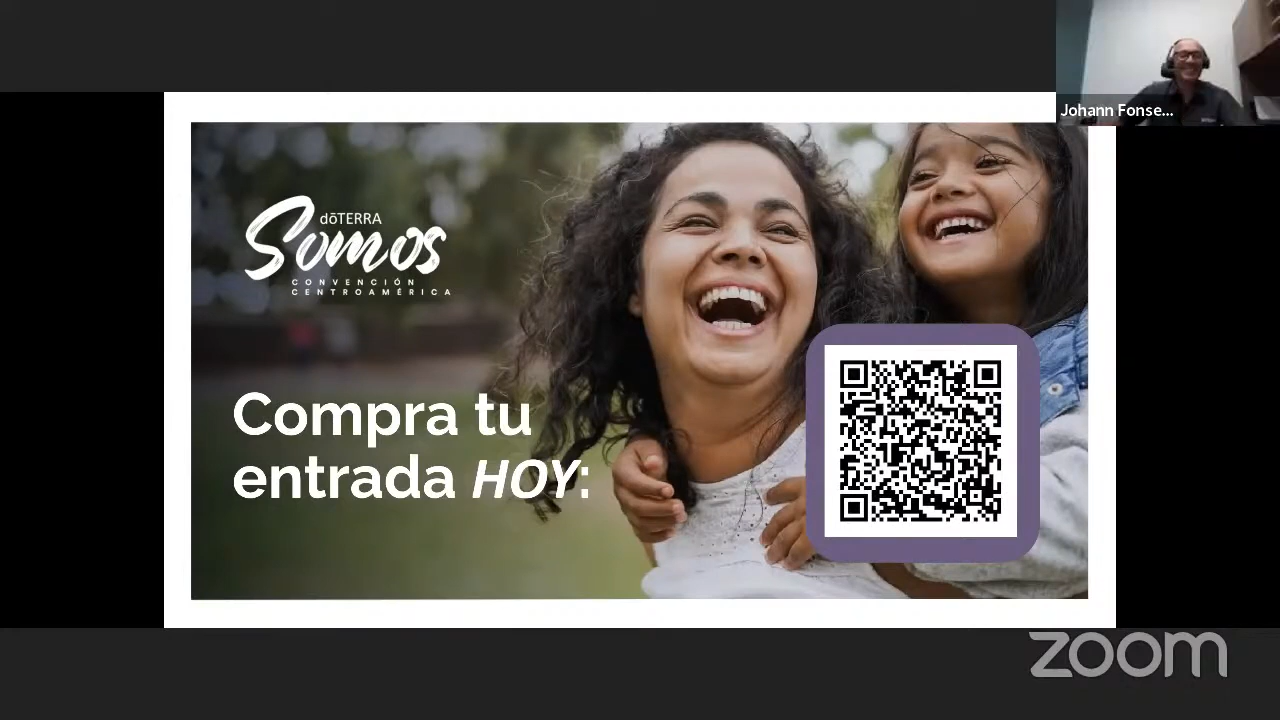 Johann Fonse...
dōTERRA
Somos
CONVENCIÓN
CENTROAMÉRICA
Compra tu
entrada HOY:
zoom